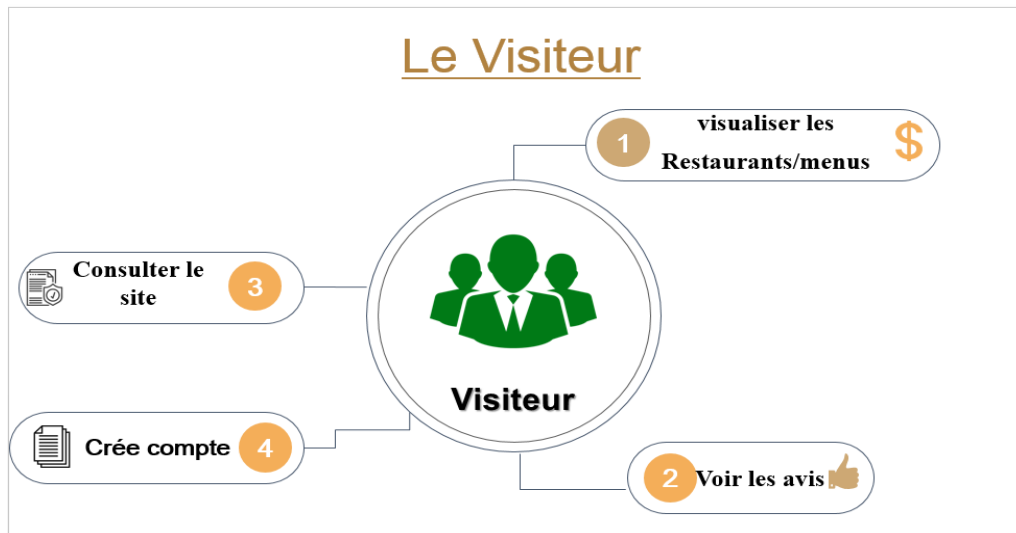 Le Visiteur
1
visualiser les
Restaurants/menus
$
Consulter le
site
3
Visiteur
Crée compte
4
2
Voir les avis